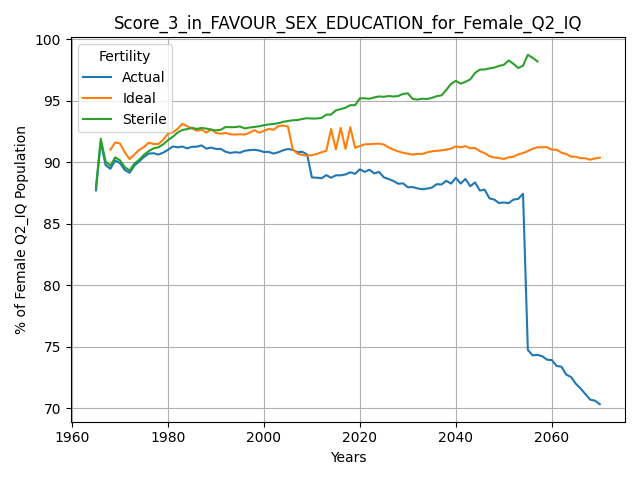 Score_3_in_FAVOUR_SEX_EDUCATION_for_Female_Q2_IQ
100
95
90
85
80
75
70
% of Female Q2_IQ Population
Fertility
Actual
Ideal
Sterile
1960 1980 2000 2020 2040 2060
Years